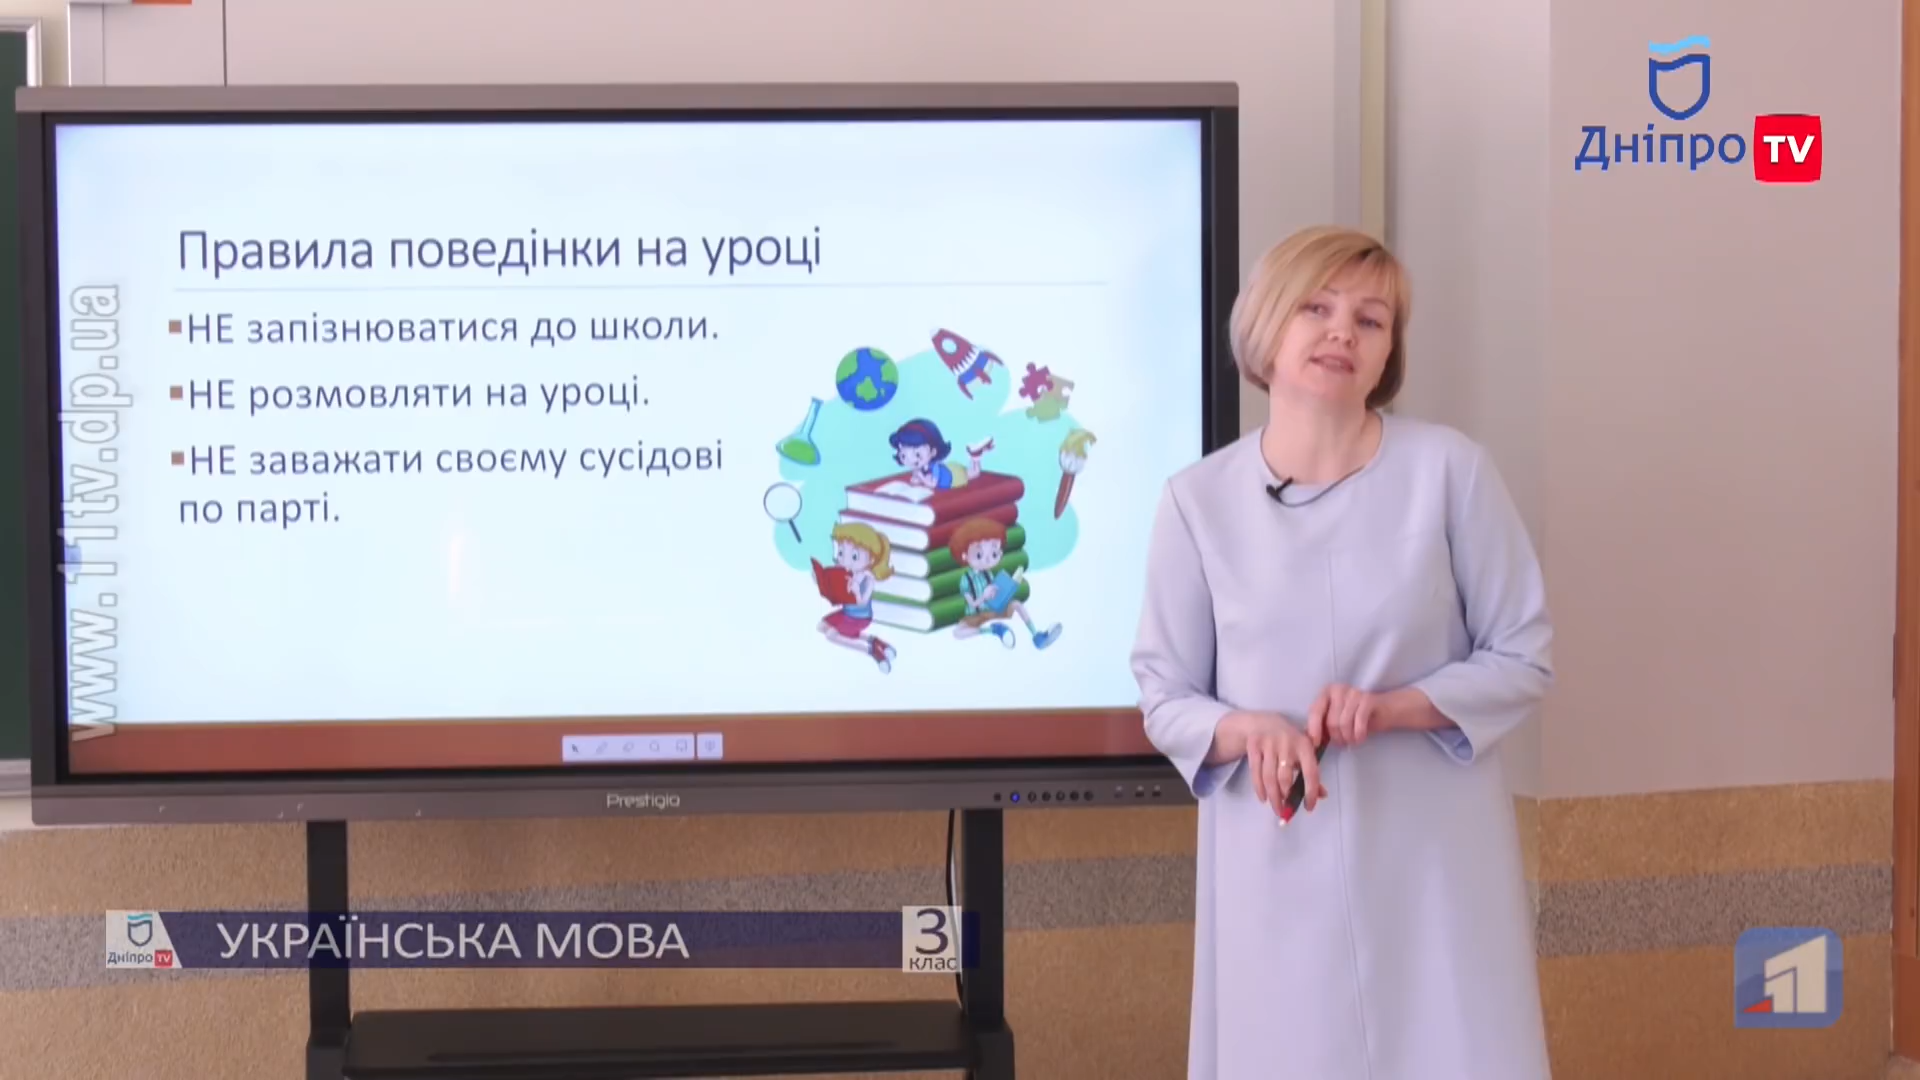 Дніпро TV
Правила поведінки на уроці
НЕ запізнюватися до школи.
НЕ розмовляти на уроці.
НЕ заважати своєму сусідові
по парті.
www.11tv.dp.ua
Prestigio
Дніпро TV
УКРАЇНСЬКА МОВА
3
клас
11